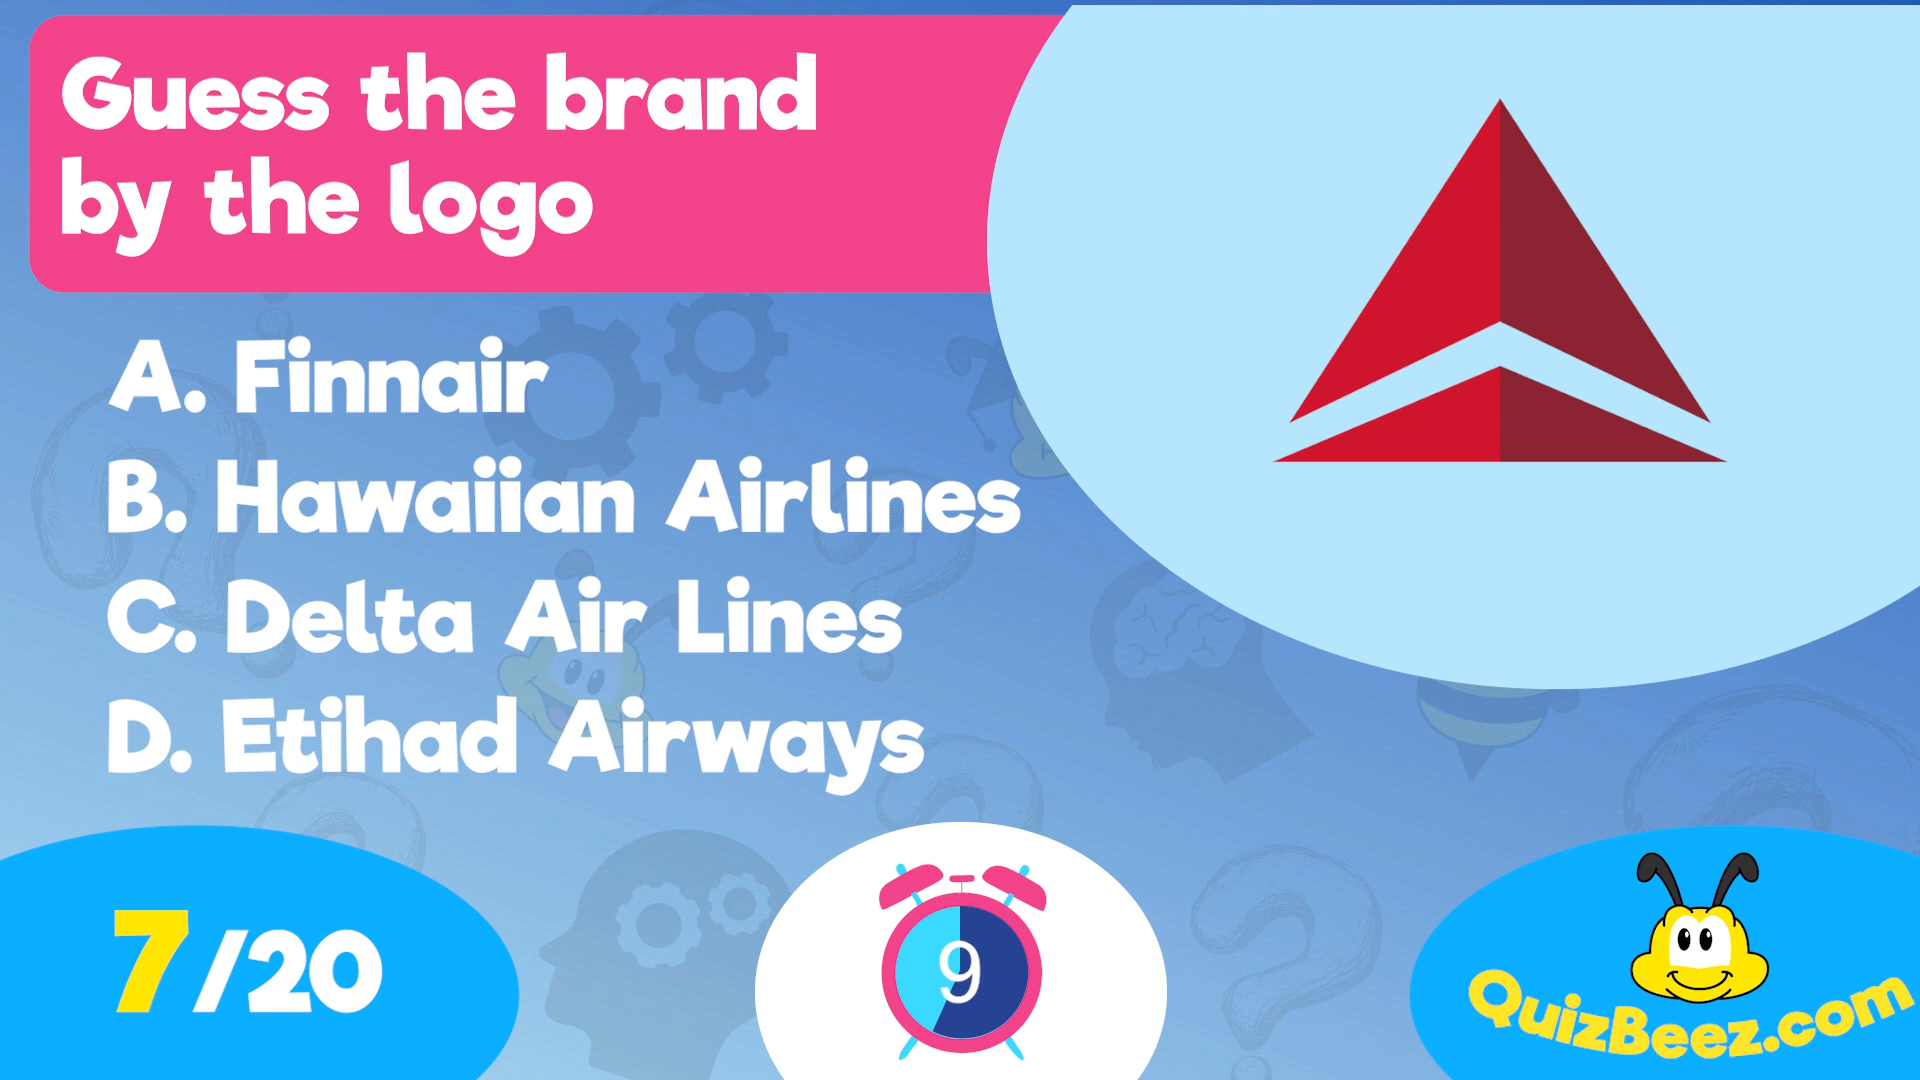 Guess the brand
by the logo
A. Finnair
B. Hawaiian Airlines
C. Delta Air Lines
D. Etihad Airways
7/20
9
QuizBeez.com